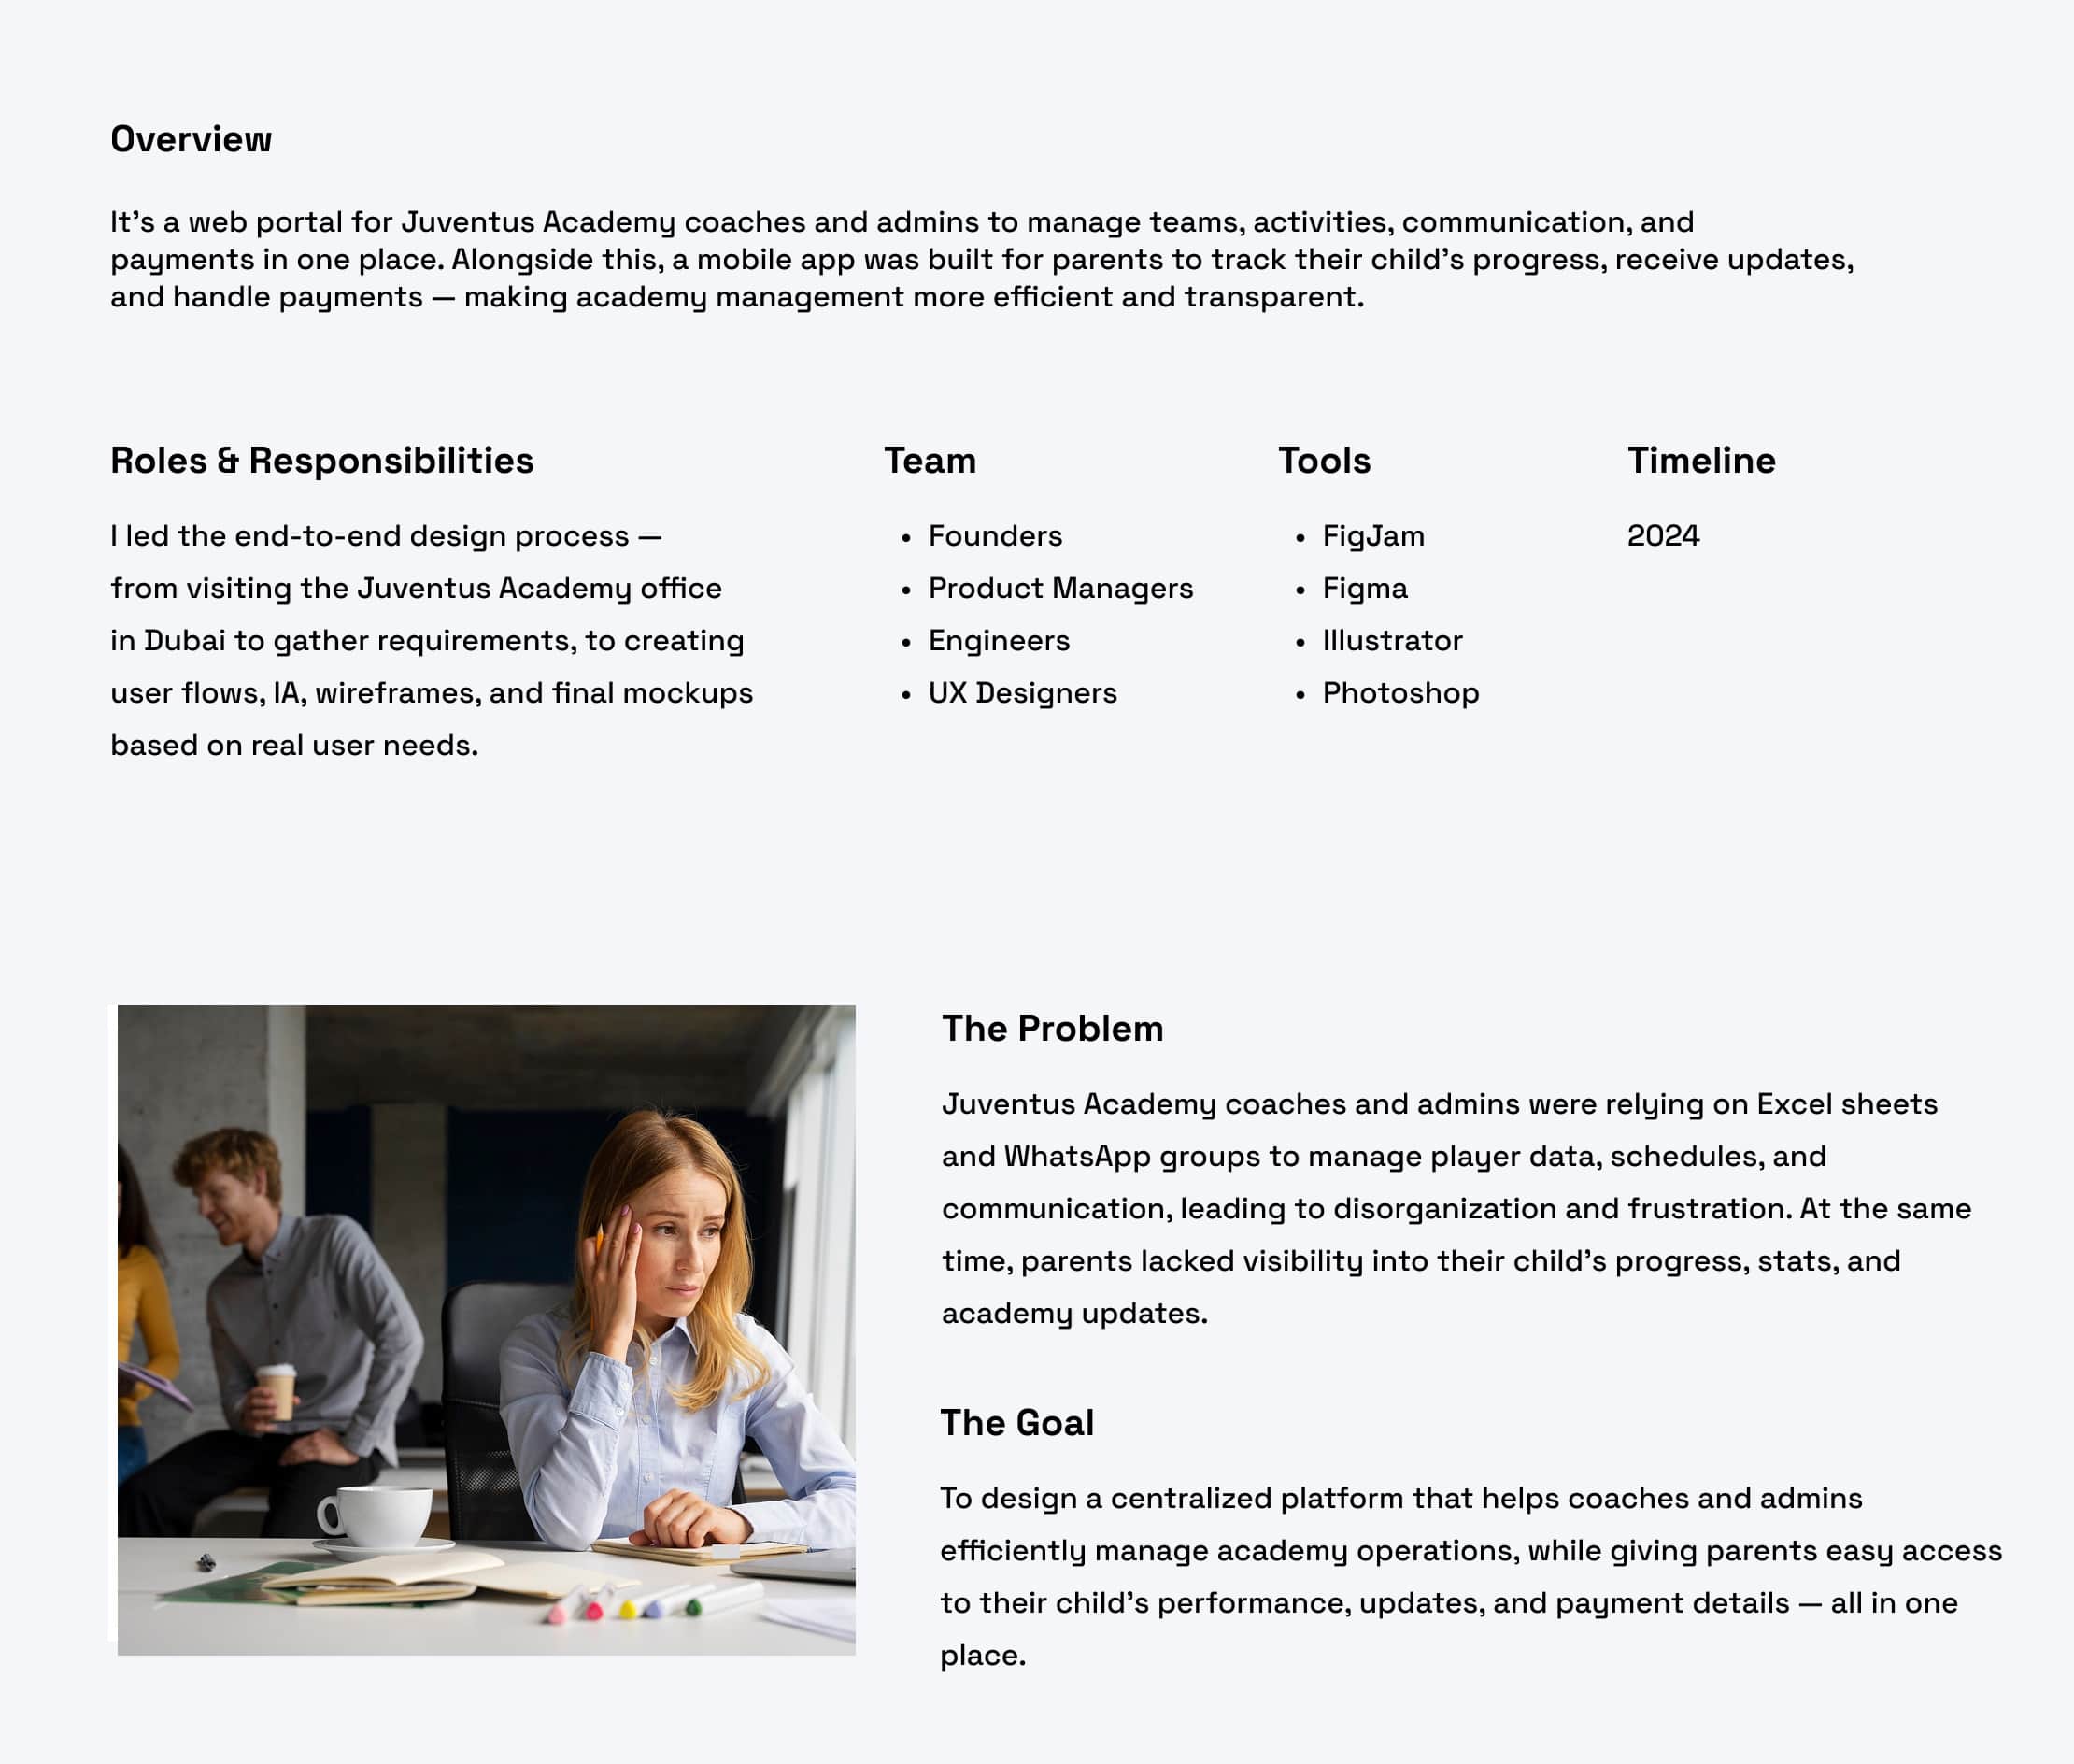 Overview
It’s a web portal for Juventus Academy coaches and admins to manage teams, activities, communication, and
payments in one place. Alongside this, a mobile app was built for parents to track their child’s progress, receive updates,
and handle payments — making academy management more efficient and transparent.
Roles & Responsibilities
I led the end-to-end design process —
from visiting the Juventus Academy office
in Dubai to gather requirements, to creating
user flows, IA, wireframes, and final mockups
based on real user needs.
Team
• Founders
• Product Managers
• Engineers
• UX Designers
Tools
• FigJam
• Figma
• Illustrator
• Photoshop
Timeline
2024
The Problem
Juventus Academy coaches and admins were relying on Excel sheets
and WhatsApp groups to manage player data, schedules, and
communication, leading to disorganization and frustration. At the same
time, parents lacked visibility into their child’s progress, stats, and
academy updates.
The Goal
To design a centralized platform that helps coaches and admins
efficiently manage academy operations, while giving parents easy access
to their child’s performance, updates, and payment details — all in one
place.